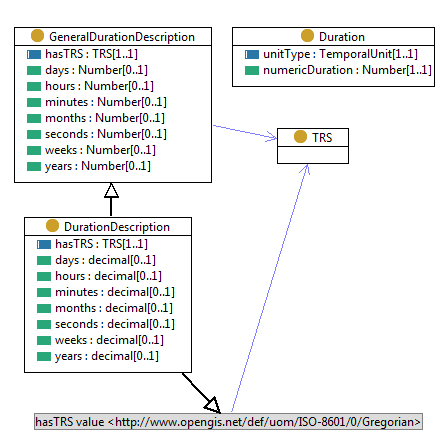 GeneralDurationDescription
hasTRS : TRS[1..1]
days : Number[0..1]
hours : Number[0..1]
minutes : Number[0..1]
months : Number[0..1]
seconds : Number[0..1]
weeks : Number[0..1]
years : Number[0..1]
Duration
unitType : TemporalUnit[1..1]
numericDuration : Number[1..1]
TRS
DurationDescription
hasTRS : TRS[1..1]
days : decimal[0..1]
hours : decimal[0..1]
minutes : decimal[0..1]
months : decimal[0..1]
seconds : decimal[0..1]
weeks : decimal[0..1]
years : decimal[0..1]
hasTRS value <http://www.opengis.net/def/uom/ISO-8601/0/Gregorian>